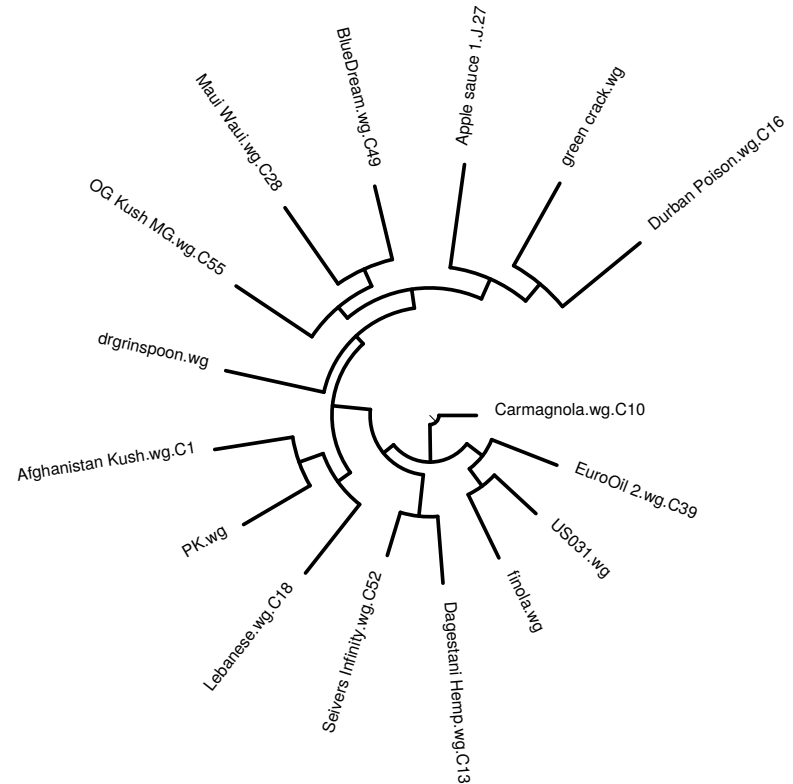 Apple sauce 1.J.27
BlueDream.wg.C49
green crack.wg
Maui Waui.wg.C28
Durban Poison.wg.C16
OG Kush MG.wg.C55
drgrinspoon.wg
Carmagnola.wg.C10
Afghanistan Kush.wg.C1
EuroOil 2.wg.C39
US031.wg
PK.wg
finola.wg
Lebanese.wg.C18
Seivers Infinity.wg.C52
Dagestani Hemp.wg.C13